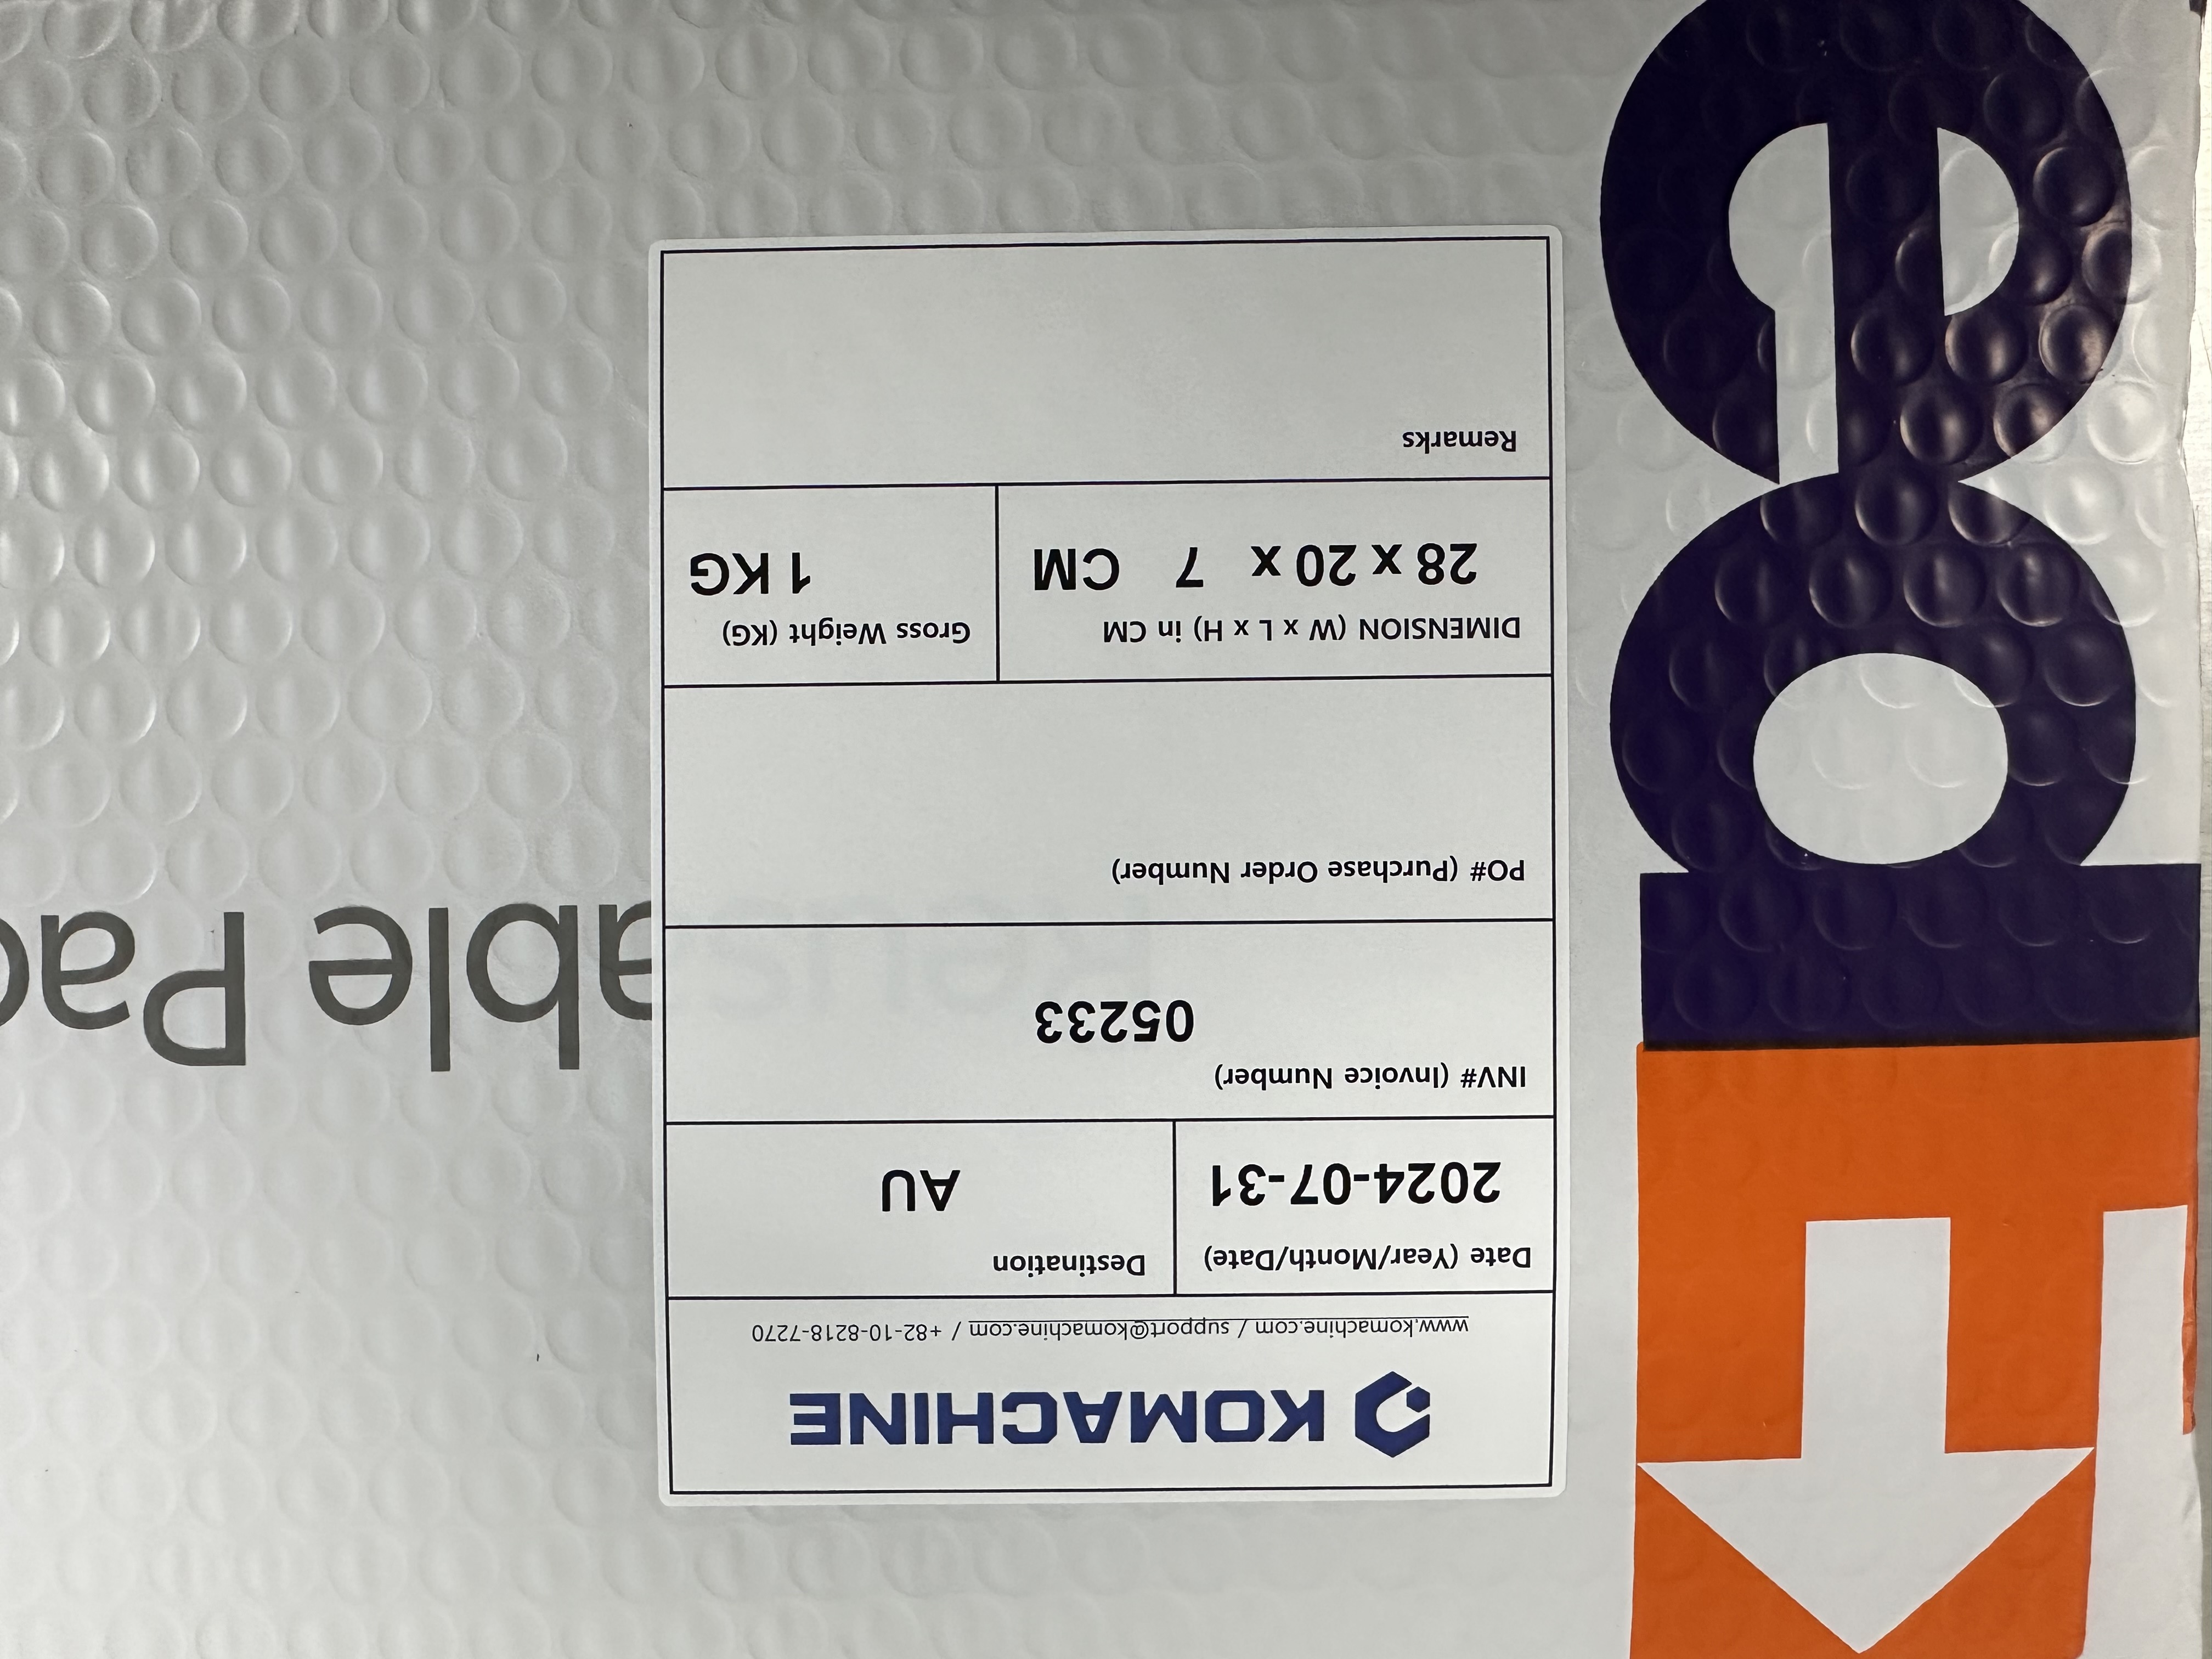 KOMACHINE
www.komachine.com / support@komachine.com / +82-10-8218-7270
Date (Year/Month/Date)
2024-07-31
Destination
AU
INV# (Invoice Number)
05233
PO# (Purchase Order Number)
DIMENSION (W x L x H) in CM
28 x 20 x 7 CM
Gross Weight (KG)
1 KG
Remarks
FedE